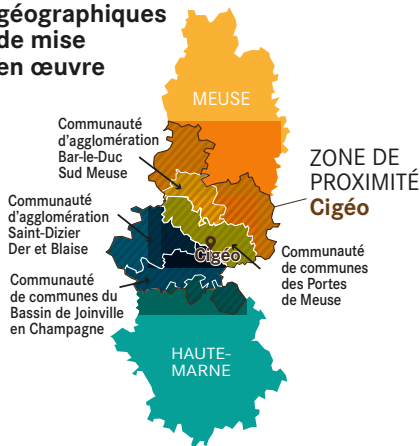 géographiques
de mise
en œuvre
MEUSE
Communauté
d'agglomération
Bar-le-Duc
Sud Meuse
ZONE DE
PROXIMITÉ
Cigéo
Communauté
d'agglomération
Saint-Dizier
Der et Blaise
Cigéo
Communauté
de communes
des Portes
de Meuse
Communauté
de communes du
Bassin de Joinville
en Champagne
HAUTE-
MARNE